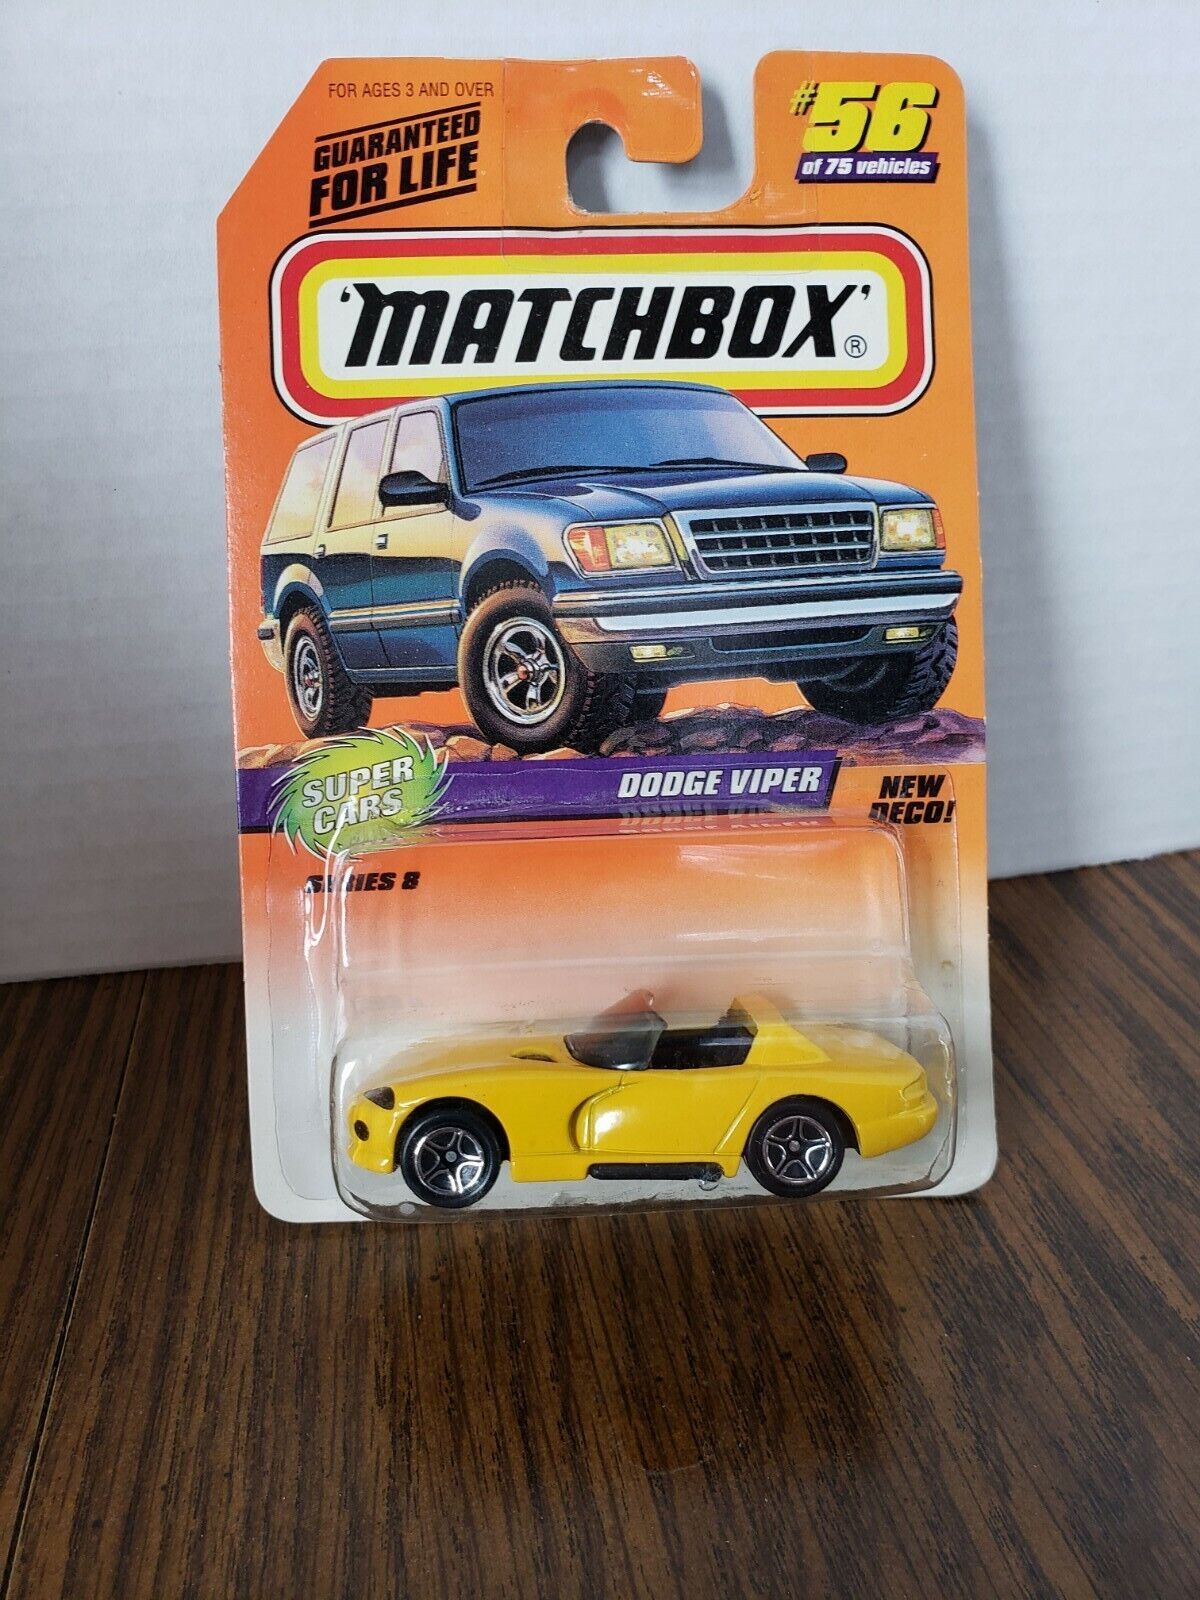 FOR AGES 3 AND OVER
GUARANTEED
FOR LIFE
#56
of 75 vehicles
'MATCHBOX'®
SUPER
CARS
DODGE VIPER
NEW
DECO!
SERIES 8